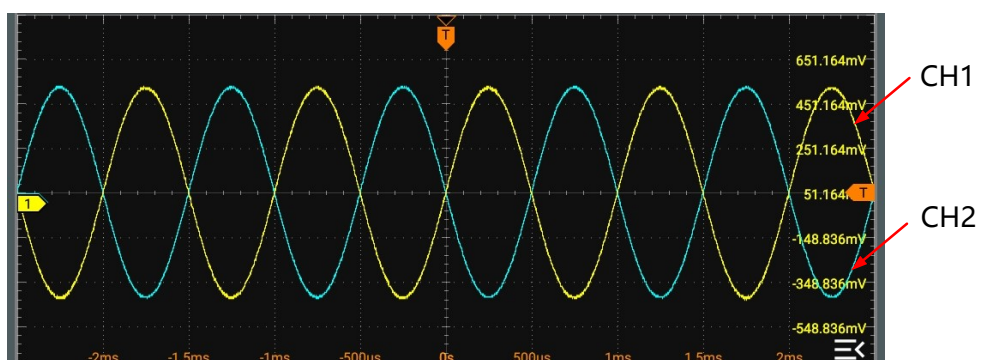 T
651.164mV
CH1
451.164mV
251.164mV
1
51.164
T
CH2
-148.836mV
-348.836mV
-548.836mV
-2ms -1.5ms -1ms -500us 0s 500us 1ms 1.5ms 2ms